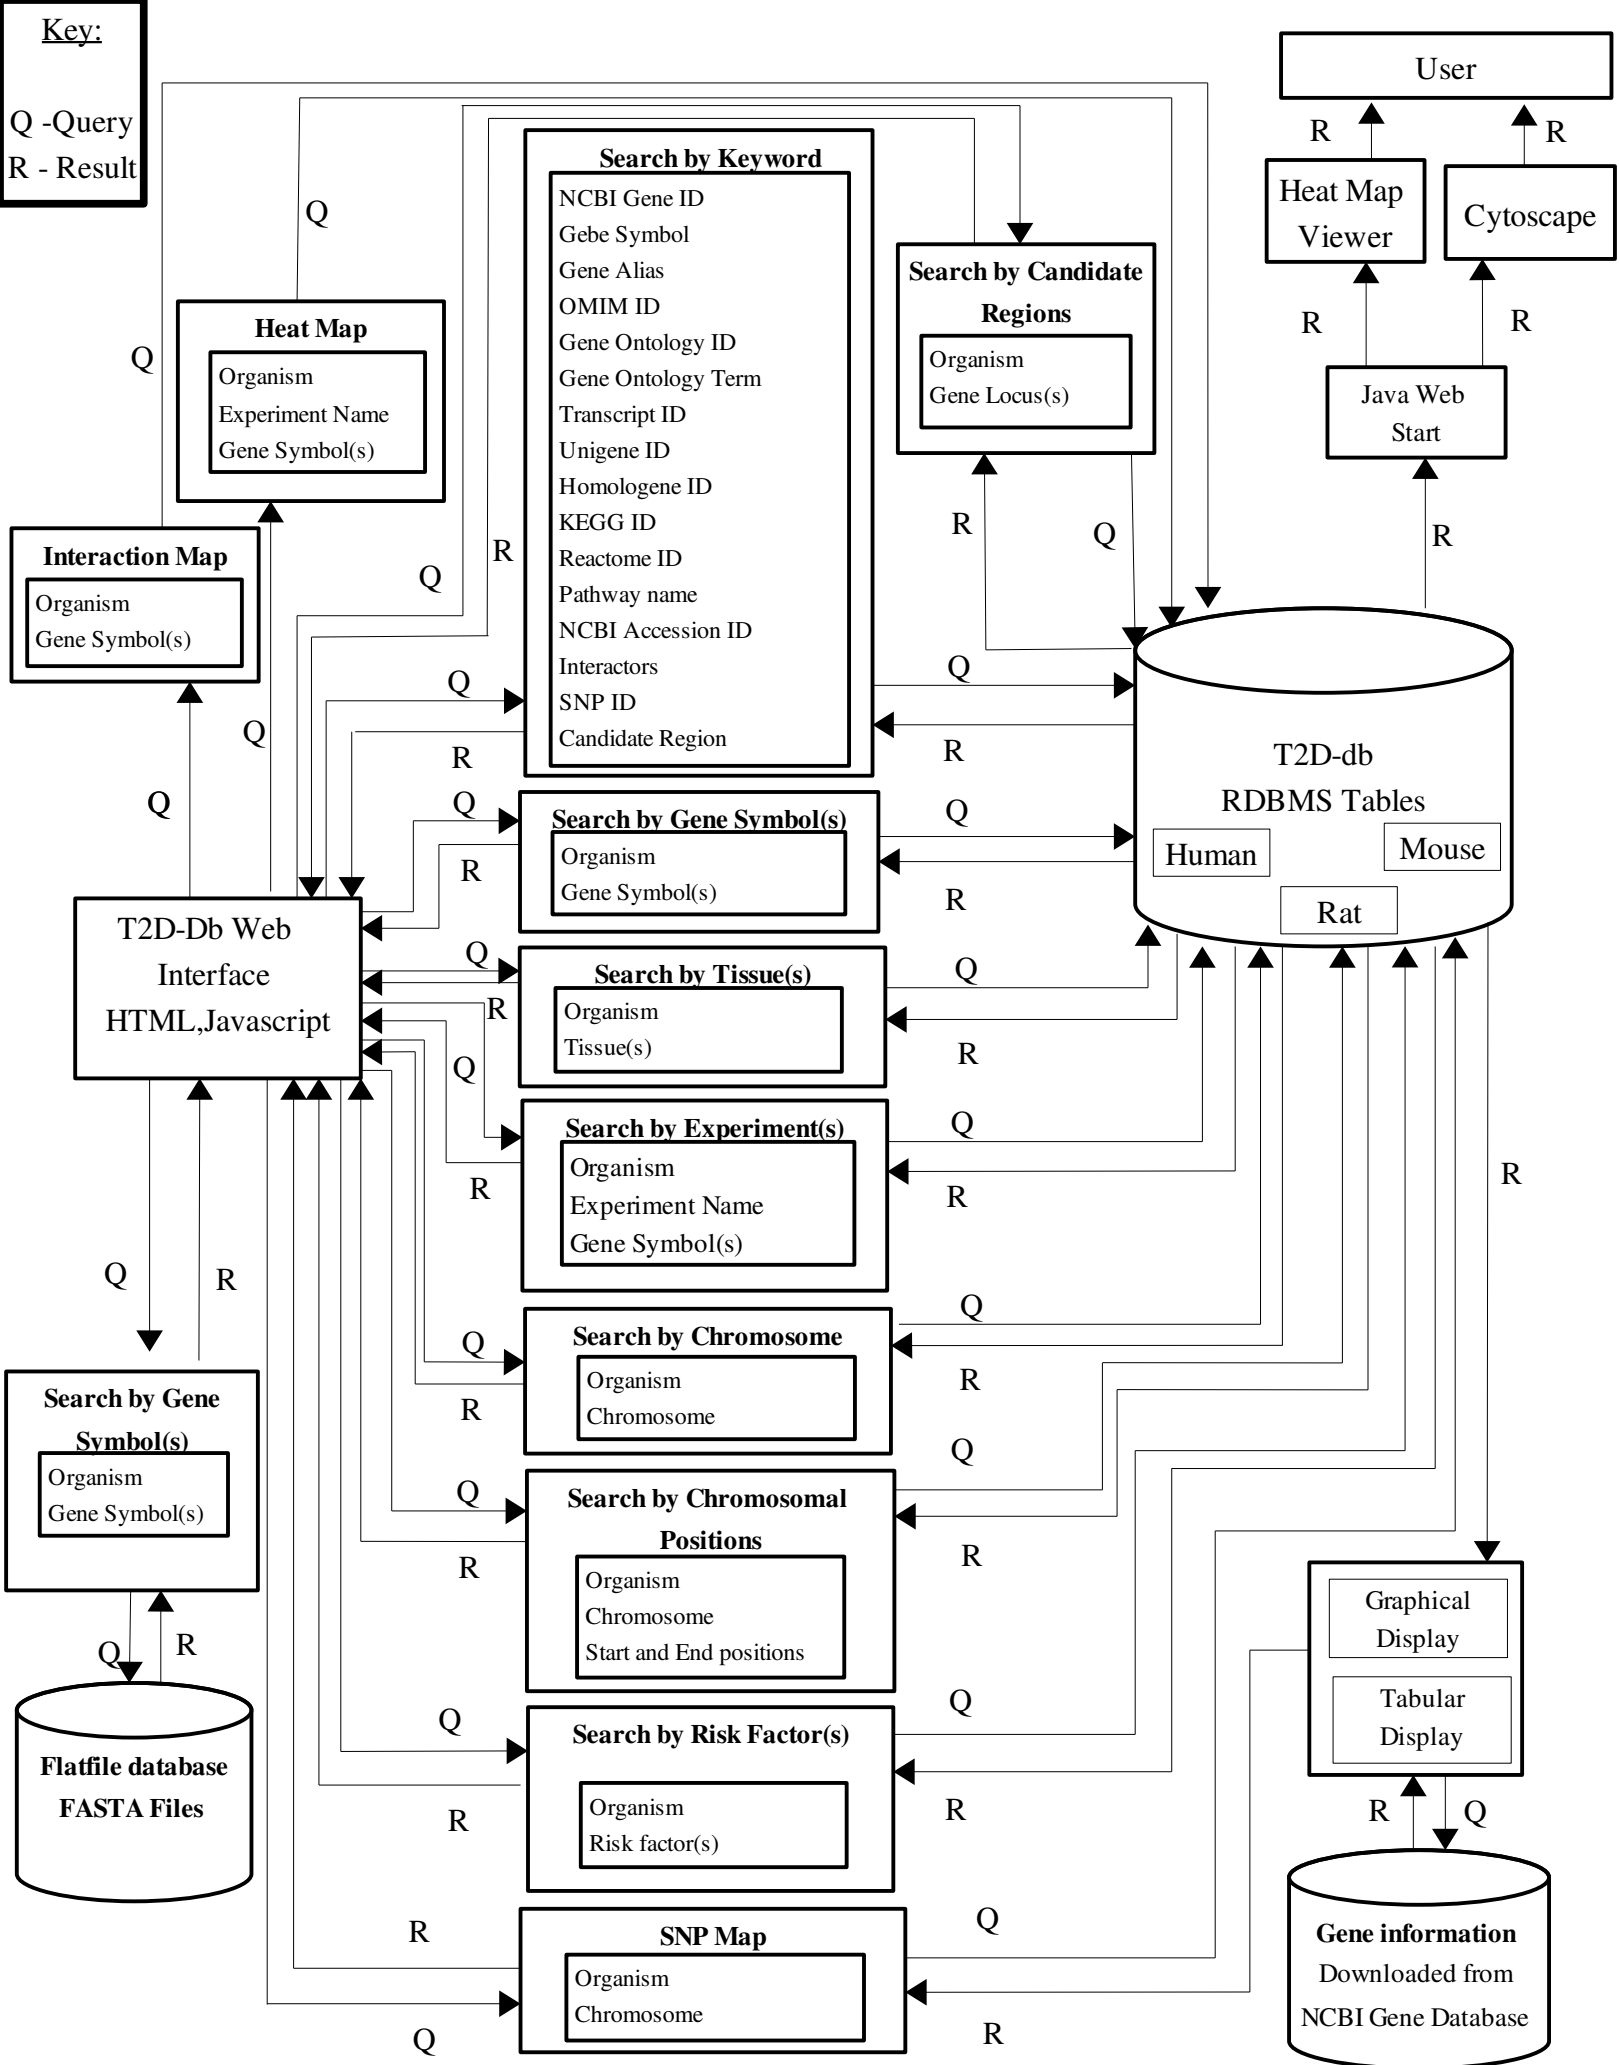 Key:
Q -Query
R - Result
User
R
R
Heat Map
Viewer
Cytoscape
R
R
Java Web
Start
R
Search by Keyword
NCBI Gene ID
Gebe Symbol
Gene Alias
OMIM ID
Gene Ontology ID
Gene Ontology Term
Transcript ID
Unigene ID
Homologene ID
KEGG ID
Reactome ID
Pathway name
NCBI Accession ID
Interactors
SNP ID
Candidate Region
Search by Candidate
Regions
Organism
Gene Locus(s)
R
Q
Q
Q
Heat Map
Organism
Experiment Name
Gene Symbol(s)
Interaction Map
Organism
Gene Symbol(s)
Q
R
Q
Q
Q
R
Q
R
T2D-db
RDBMS Tables
Human
Mouse
Rat
Q
R
Search by Gene Symbol(s)
Organism
Gene Symbol(s)
Q
R
T2D-Db Web
Interface
HTML,Javascript
Q
R
Search by Tissue(s)
Organism
Tissue(s)
Q
R
Q
R
Search by Experiment(s)
Organism
Experiment Name
Gene Symbol(s)
Q
R
R
Q
R
Q
R
Search by Chromosome
Organism
Chromosome
Q
R
Search by Gene
Symbol(s)
Organism
Gene Symbol(s)
Q
R
Flatfile database
FASTA Files
Q
R
Search by Chromosomal
Positions
Organism
Chromosome
Start and End positions
Q
R
Q
R
Search by Risk Factor(s)
Organism
Risk factor(s)
Q
R
Graphical
Display
Tabular
Display
R
Q
Gene information
Downloaded from
NCBI Gene Database
R
Q
SNP Map
Organism
Chromosome
Q
R